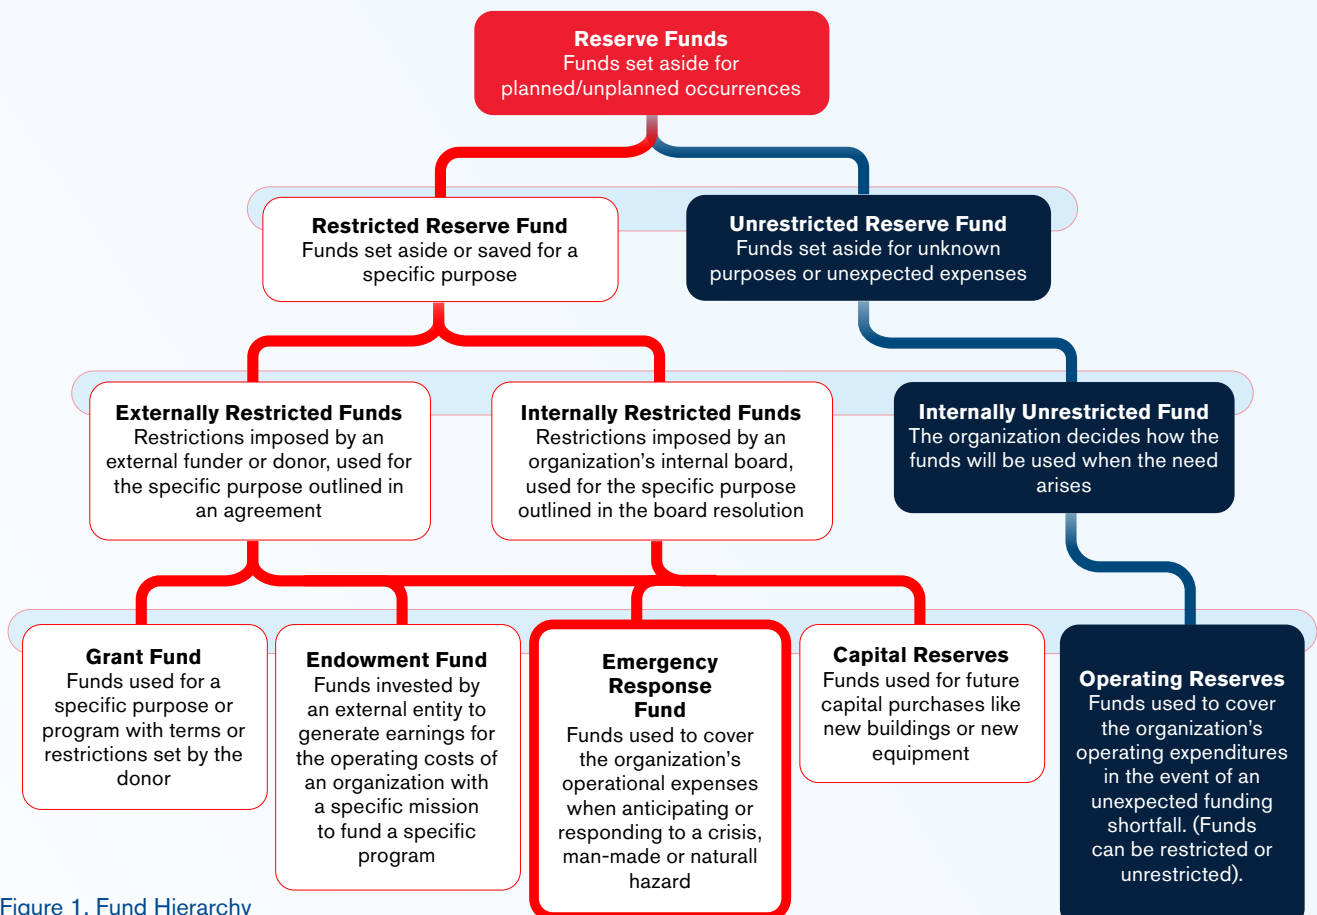 Reserve Funds
Funds set aside for
planned/unplanned occurrences
Restricted Reserve Fund
Funds set aside or saved for a
specific purpose
Unrestricted Reserve Fund
Funds set aside for unknown
purposes or unexpected expenses
Externally Restricted Funds
Restrictions imposed by an
external funder or donor, used for
the specific purpose outlined in
an agreement
Internally Restricted Funds
Restrictions imposed by an
organization’s internal board,
used for the specific purpose
outlined in the board resolution
Internally Unrestricted Fund
The organization decides how the
funds will be used when the need
arises
Grant Fund
Funds used for a
specific purpose or
program with terms or
restrictions set by the
donor
Endowment Fund
Funds invested by
an external entity to
generate earnings for
the operating costs of
an organization with
a specific mission
to fund a specific
program
Emergency
Response
Fund
Funds used to cover
the organization’s
operational expenses
when anticipating or
responding to a crisis,
man-made or naturall
hazard
Capital Reserves
Funds used for future
capital purchases like
new buildings or new
equipment
Operating Reserves
Funds used to cover
the organization’s
operating expenditures
in the event of an
unexpected funding
shortfall. (Funds
can be restricted or
unrestricted).
Figure 1. Fund Hierarchy